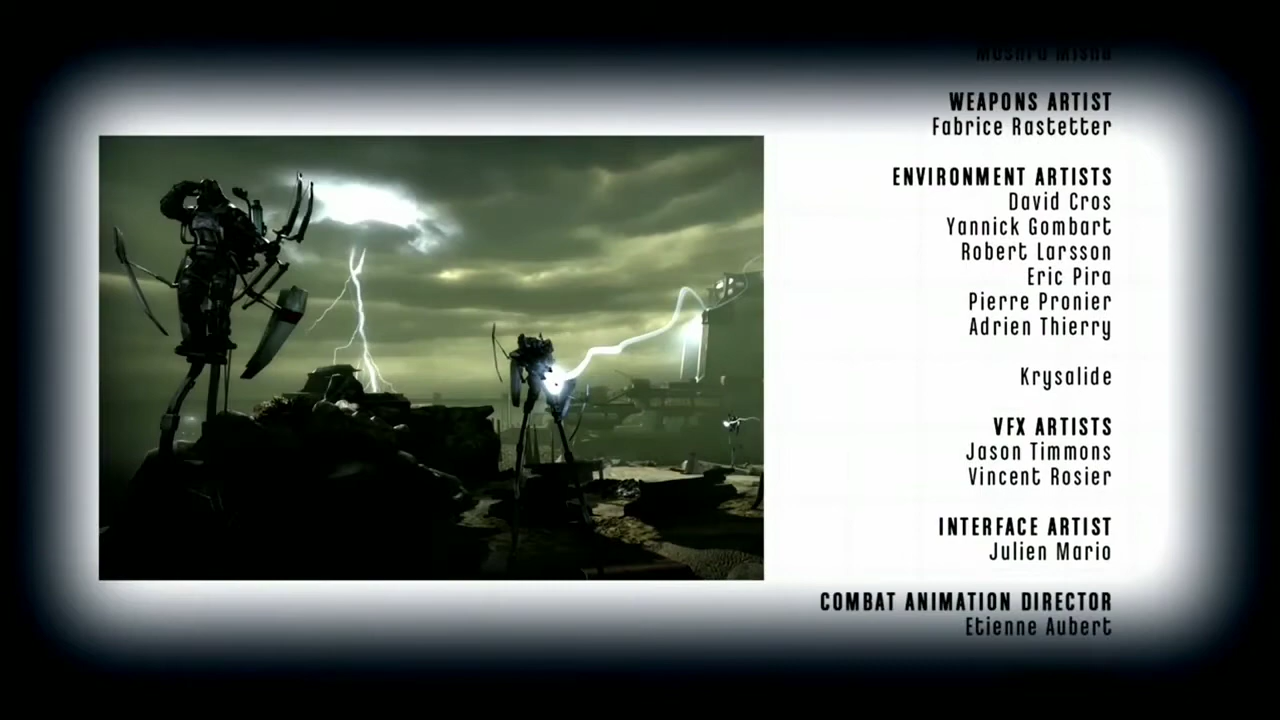 WEAPONS ARTIST
Fabrice Rastetter
ENVIRONMENT ARTISTS
David Cros
Yannick Gombart
Robert Larsson
Eric Pira
Pierre Pronier
Adrien Thierry
Krysalide
VFX ARTISTS
Jason Timmons
Vincent Rosier
INTERFACE ARTIST
Julien Mario
COMBAT ANIMATION DIRECTOR
Etienne Aubert